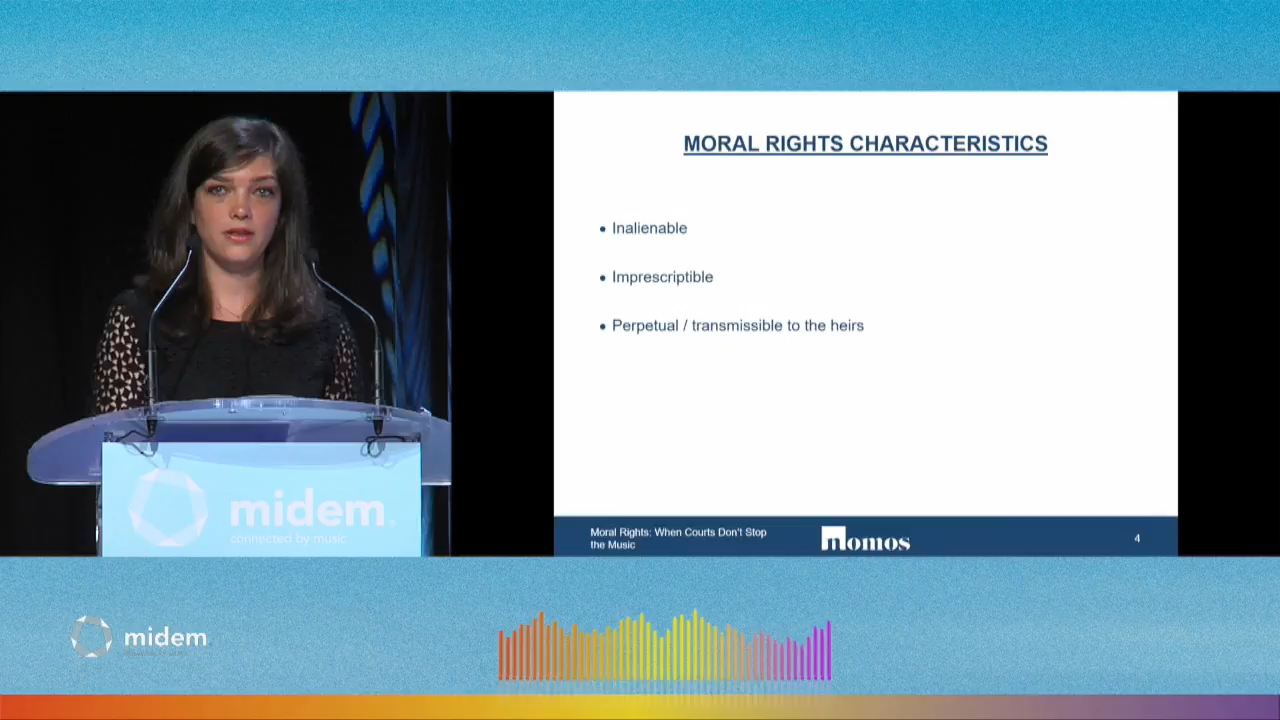 MORAL RIGHTS CHARACTERISTICS
• Inalienable
• Imprescriptible
• Perpetual / transmissible to the heirs
Moral Rights: When Courts Don't Stop
the Music
nomos
4
midem
connected by music
midem